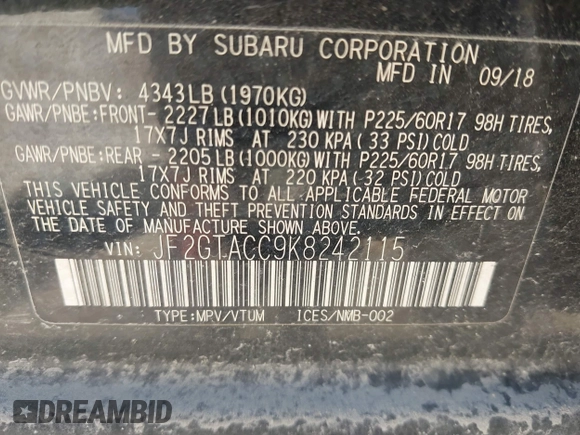 MFD BY SUBARU CORPORATION
MFD IN 09/18
GVWR/PNBV: 4343LB (1970KG)
GAWR/PNBE:FRONT- 2227LB(1010KG)WITH P225/60R17 98H TIRES,
17X7J RIMS AT 230 KPA (33 PSI)COLD
GAWR/PNBE:REAR - 2205LB(1000KG)WITH P225/60R17 98H TIRES,
17X7J RIMS AT 220 KPA (32 PSI)COLD
THIS VEHICLE CONFORMS TO ALL APPLICABLE FEDERAL MOTOR
VEHICLE SAFETY AND THEFT PREVENTION STANDARDS IN EFFECT ON
THE DATE OF MANUFACTURE SHOWN ABOVE.
VIN: JF2GTACC9K8242115
TYPE:MPV/VTUM ICES/NMB-002
DREAMBID